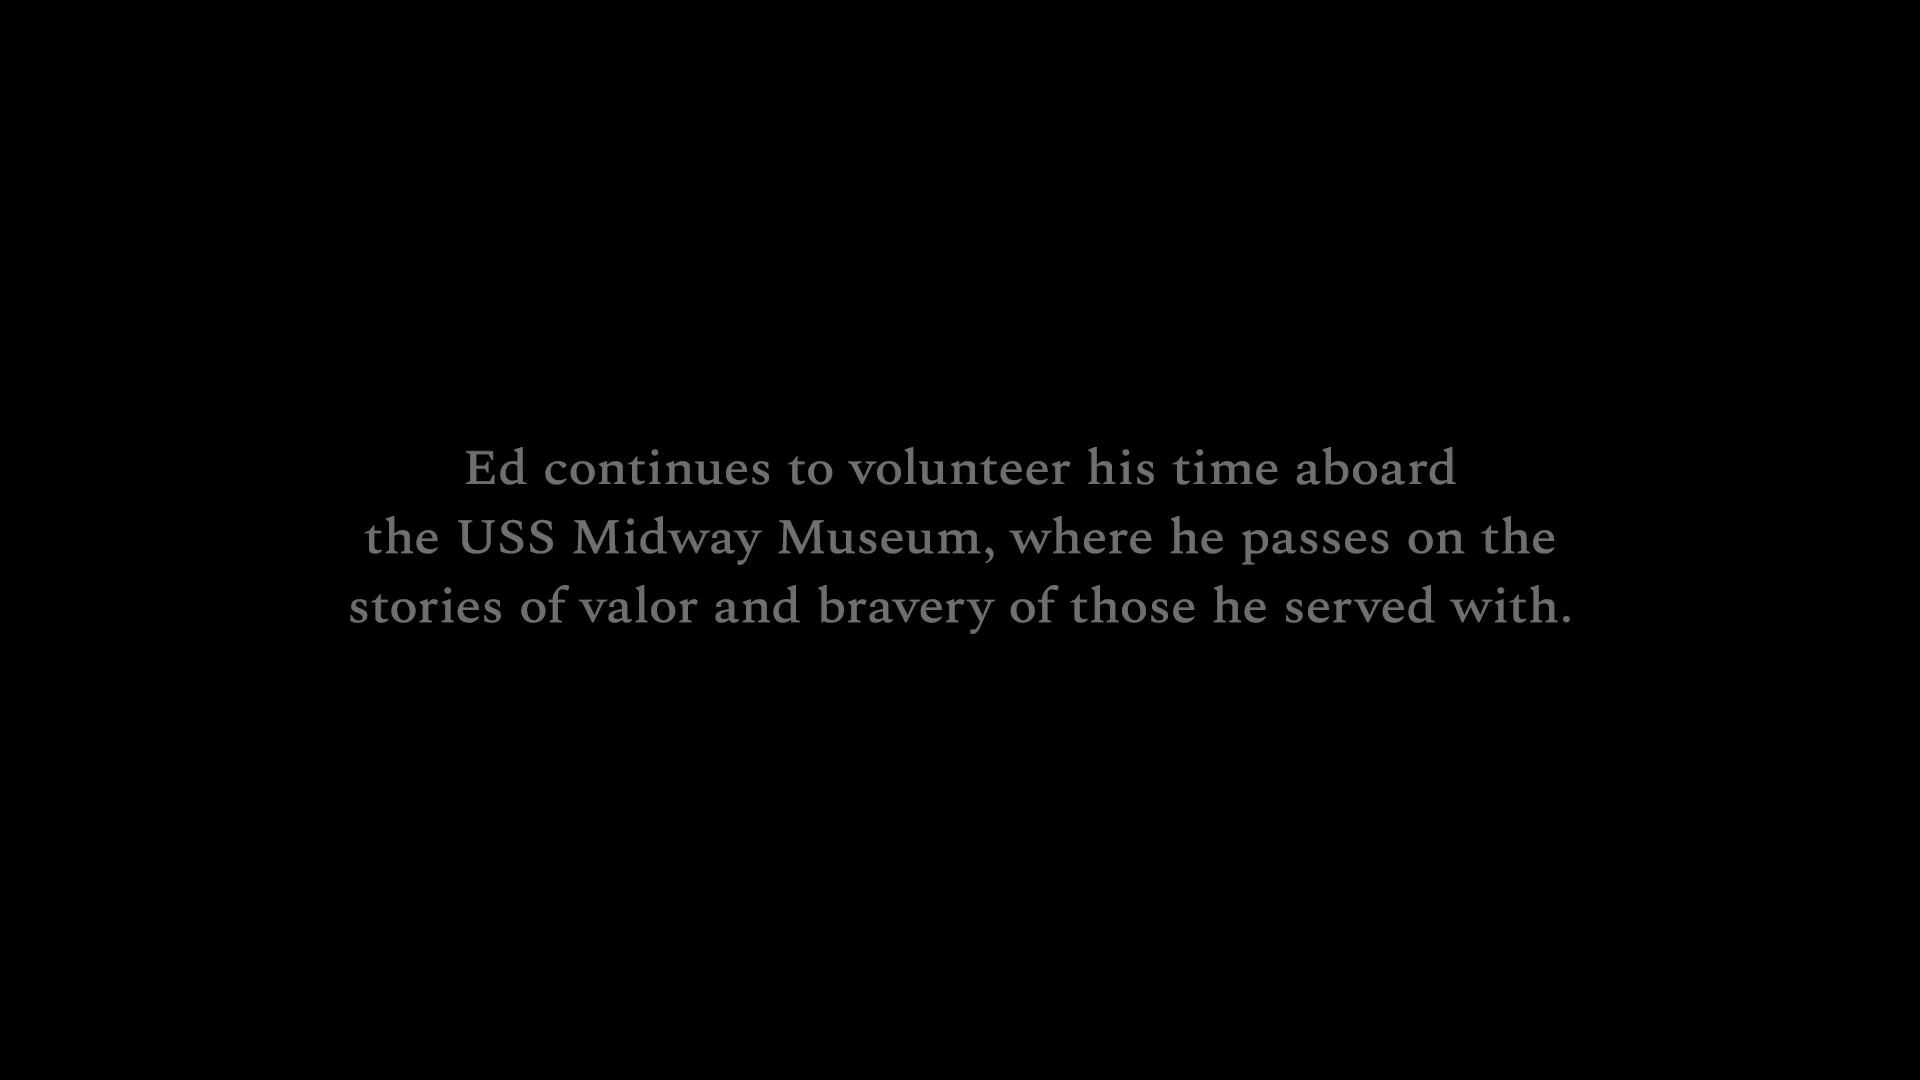 Ed continues to volunteer his time aboard
the USS Midway Museum, where he passes on the
stories of valor and bravery of those he served with.